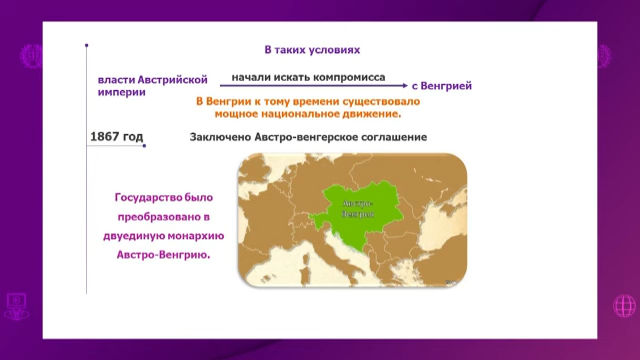 В таких условиях
власти Австрийской
империи
начали искать компромисса
с Венгрией
В Венгрии к тому времени существовало
мощное национальное движение.
1867 год
Заключено Австро-венгерское соглашение
Государство было
преобразовано в
двуединую монархию
Австро-Венгрию.
Австро-
Венгрия